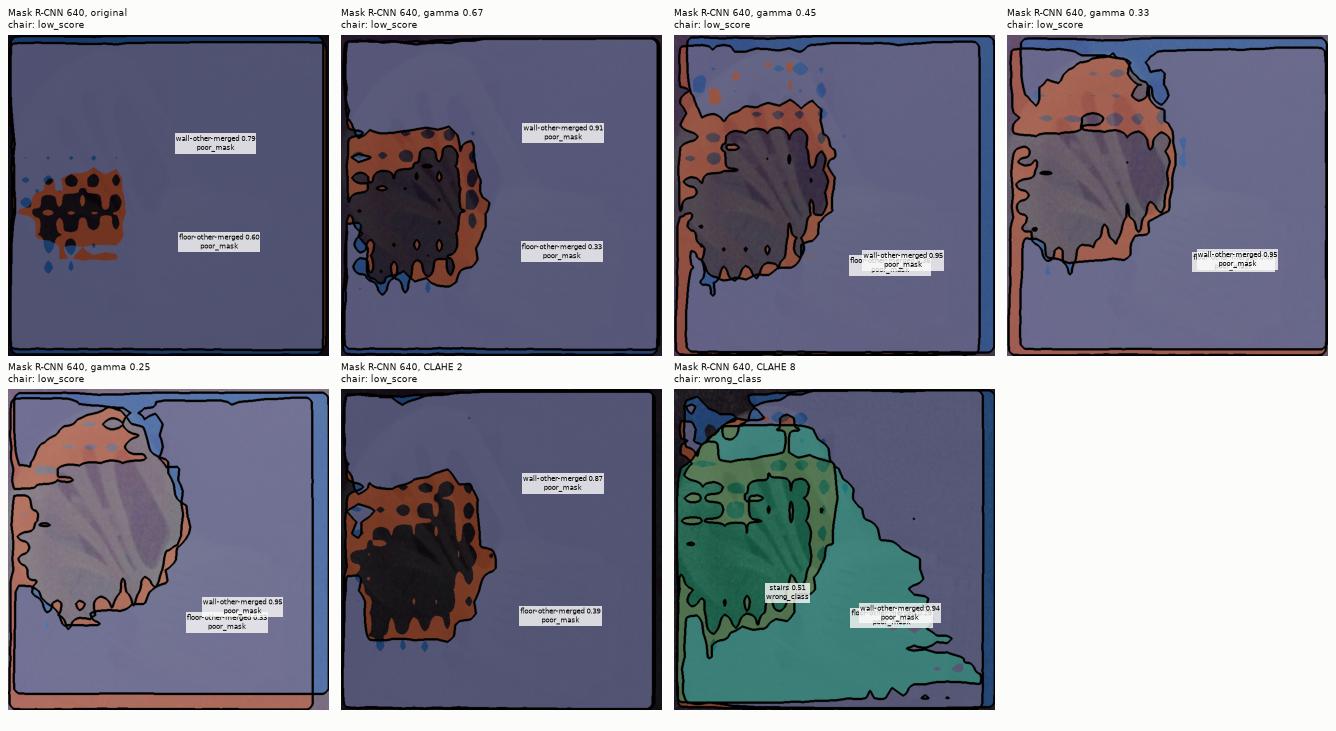 Mask R-CNN 640, original
chair: low_score
Mask R-CNN 640, gamma 0.67
chair: low_score
Mask R-CNN 640, gamma 0.45
chair: low_score
Mask R-CNN 640, gamma 0.33
chair: low_score
wall-other-merged 0.79
poor_mask
floor-other-merged 0.60
poor_mask
wall-other-merged 0.91
poor_mask
floor-other-merged 0.33
poor_mask
wall-other-merged 0.95
poor_mask
wall-other-merged 0.95
poor_mask
Mask R-CNN 640, gamma 0.25
chair: low_score
Mask R-CNN 640, CLAHE 2
chair: low_score
Mask R-CNN 640, CLAHE 8
chair: wrong_class
wall-other-merged 0.95
poor_mask
floor-other-merged 0.33
poor_mask
wall-other-merged 0.87
poor_mask
floor-other-merged 0.39
poor_mask
stairs 0.51
wrong_class
wall-other-merged 0.94
poor_mask